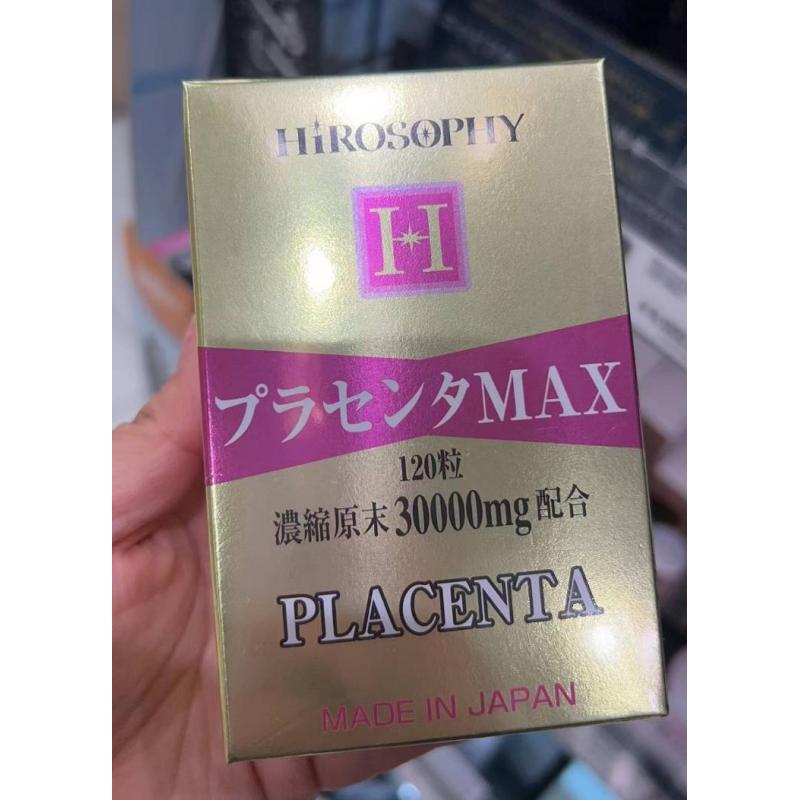 HiROSOPHY
H
プラセンタMAX
120粒
濃縮原末30000mg配合
PLACENTA
MADE IN JAPAN